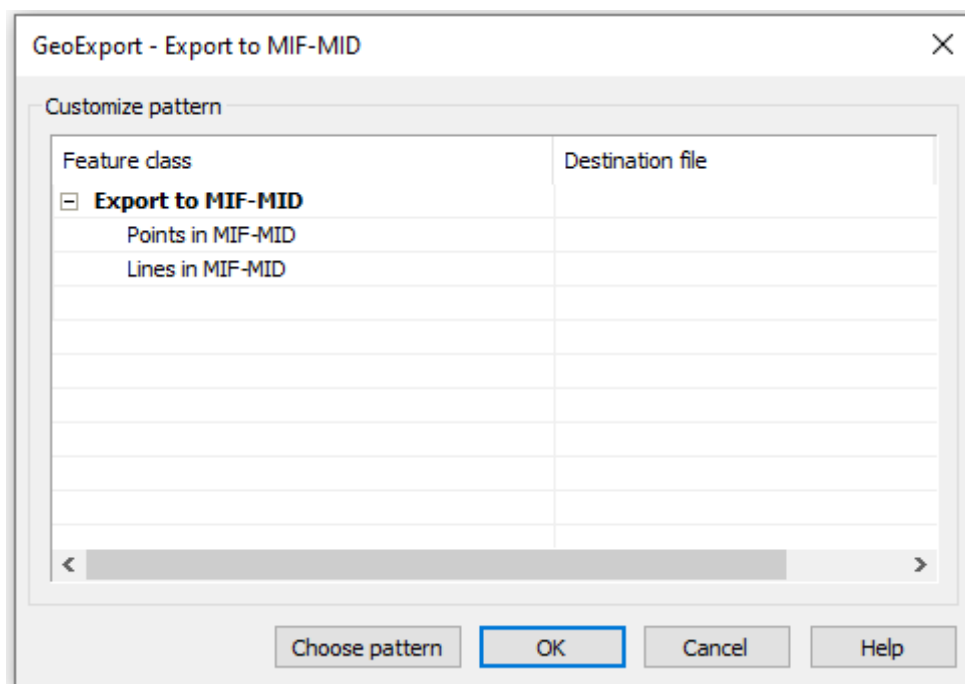 GeoExport - Export to MIF-MID
Customize pattern
Feature class Destination file
Export to MIF-MID
Points in MIF-MID
Lines in MIF-MID
Choose pattern OK Cancel Help